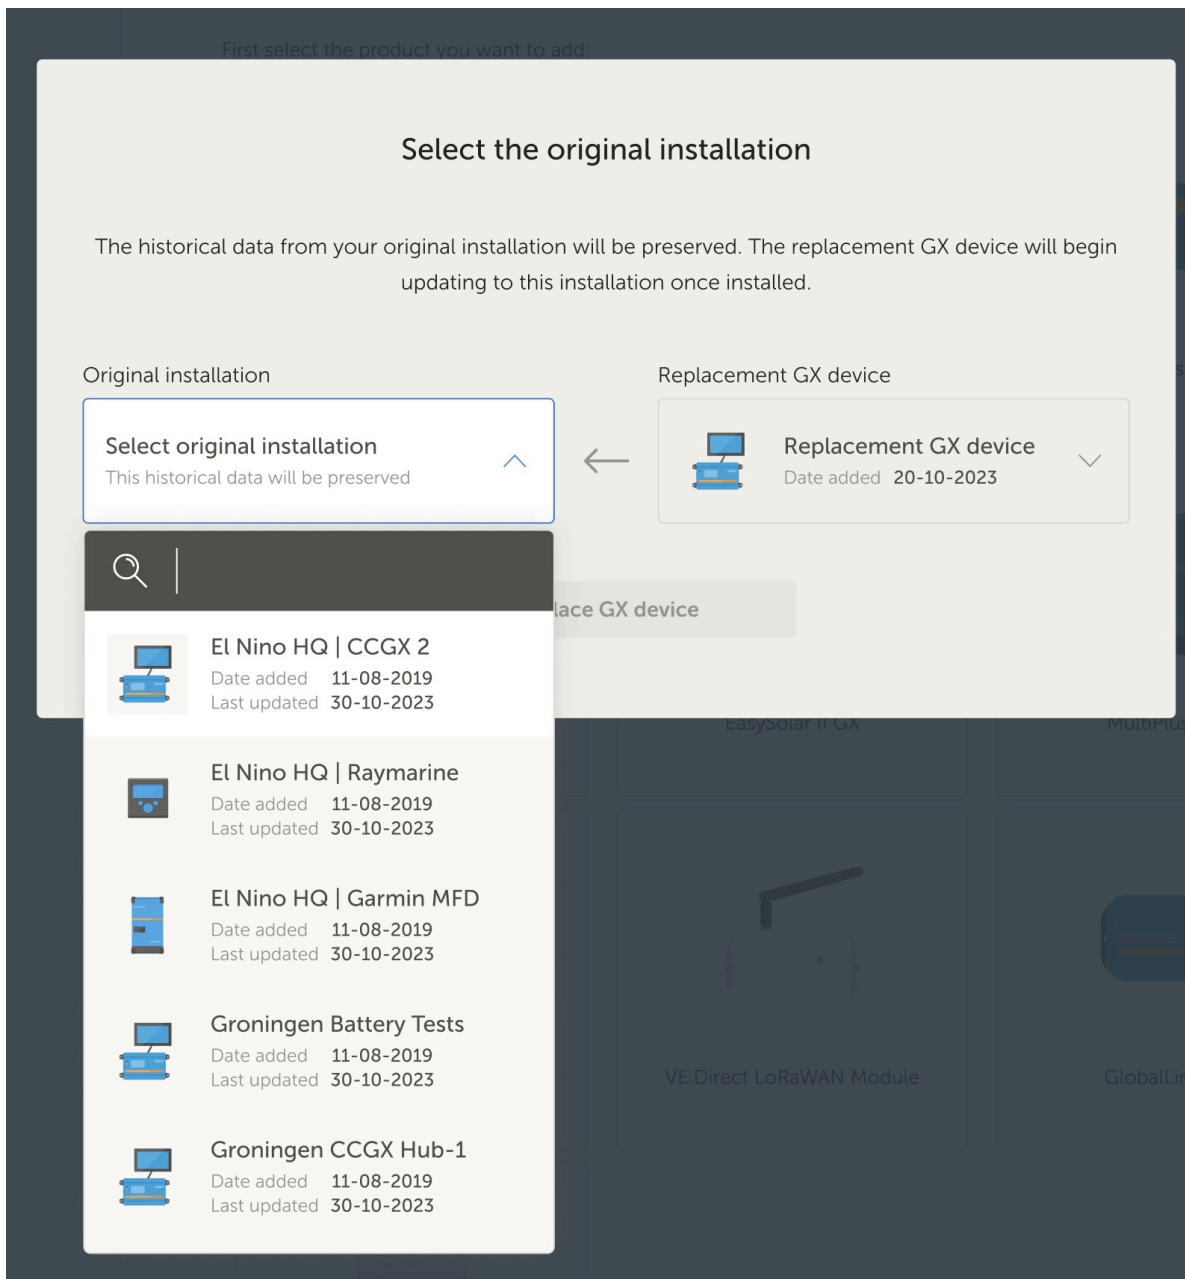 First select the product you want to add:
Select the original installation
The historical data from your original installation will be preserved. The replacement GX device will begin
updating to this installation once installed.
Original installation
Replacement GX device
Select original installation
This historical data will be preserved
Replacement GX device
Date added 20-10-2023
lace GX device
El Nino HQ | CCGX 2
Date added 11-08-2019
Last updated 30-10-2023
El Nino HQ | Raymarine
Date added 11-08-2019
Last updated 30-10-2023
El Nino HQ | Garmin MFD
Date added 11-08-2019
Last updated 30-10-2023
Groningen Battery Tests
Date added 11-08-2019
Last updated 30-10-2023
Groningen CCGX Hub-1
Date added 11-08-2019
Last updated 30-10-2023
EasySolar II GX
MultiPlus
VE.Direct LoRaWAN Module
GlobalLin